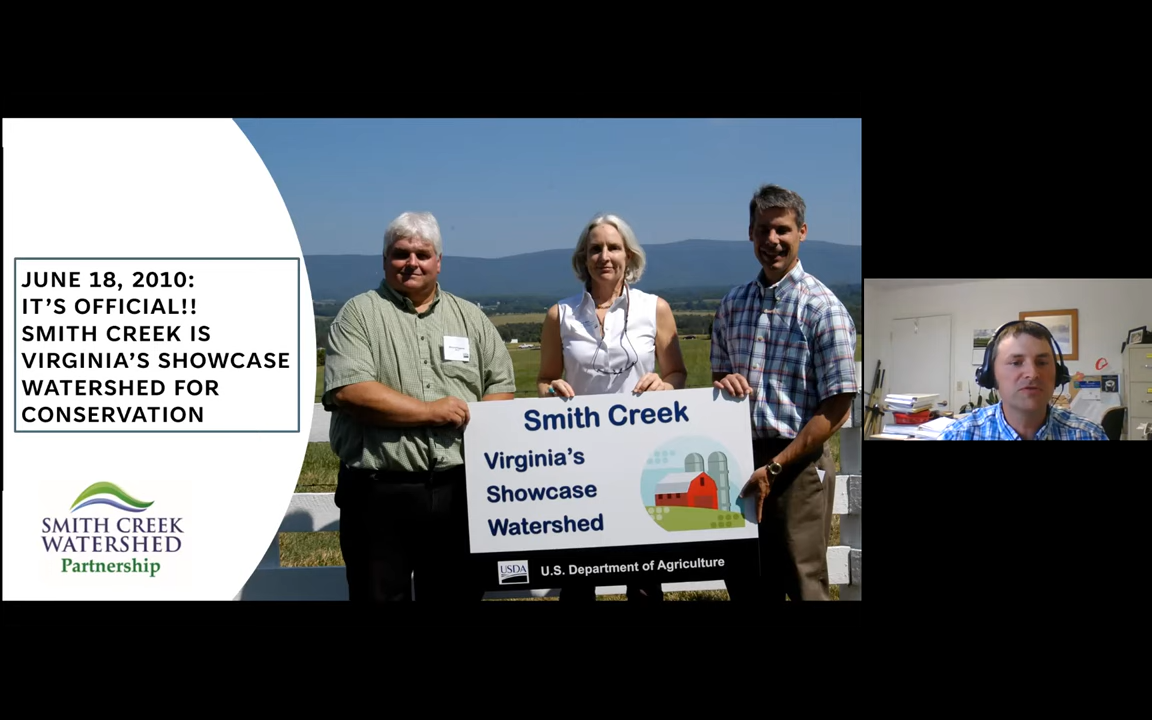 JUNE 18, 2010:
IT'S OFFICIAL!!
SMITH CREEK IS
VIRGINIA'S SHOWCASE
WATERSHED FOR
CONSERVATION
SMITH CREEK
WATERSHED
Partnership
Smith Creek
Virginia's
Showcase
Watershed
USDA
U.S. Department of Agriculture